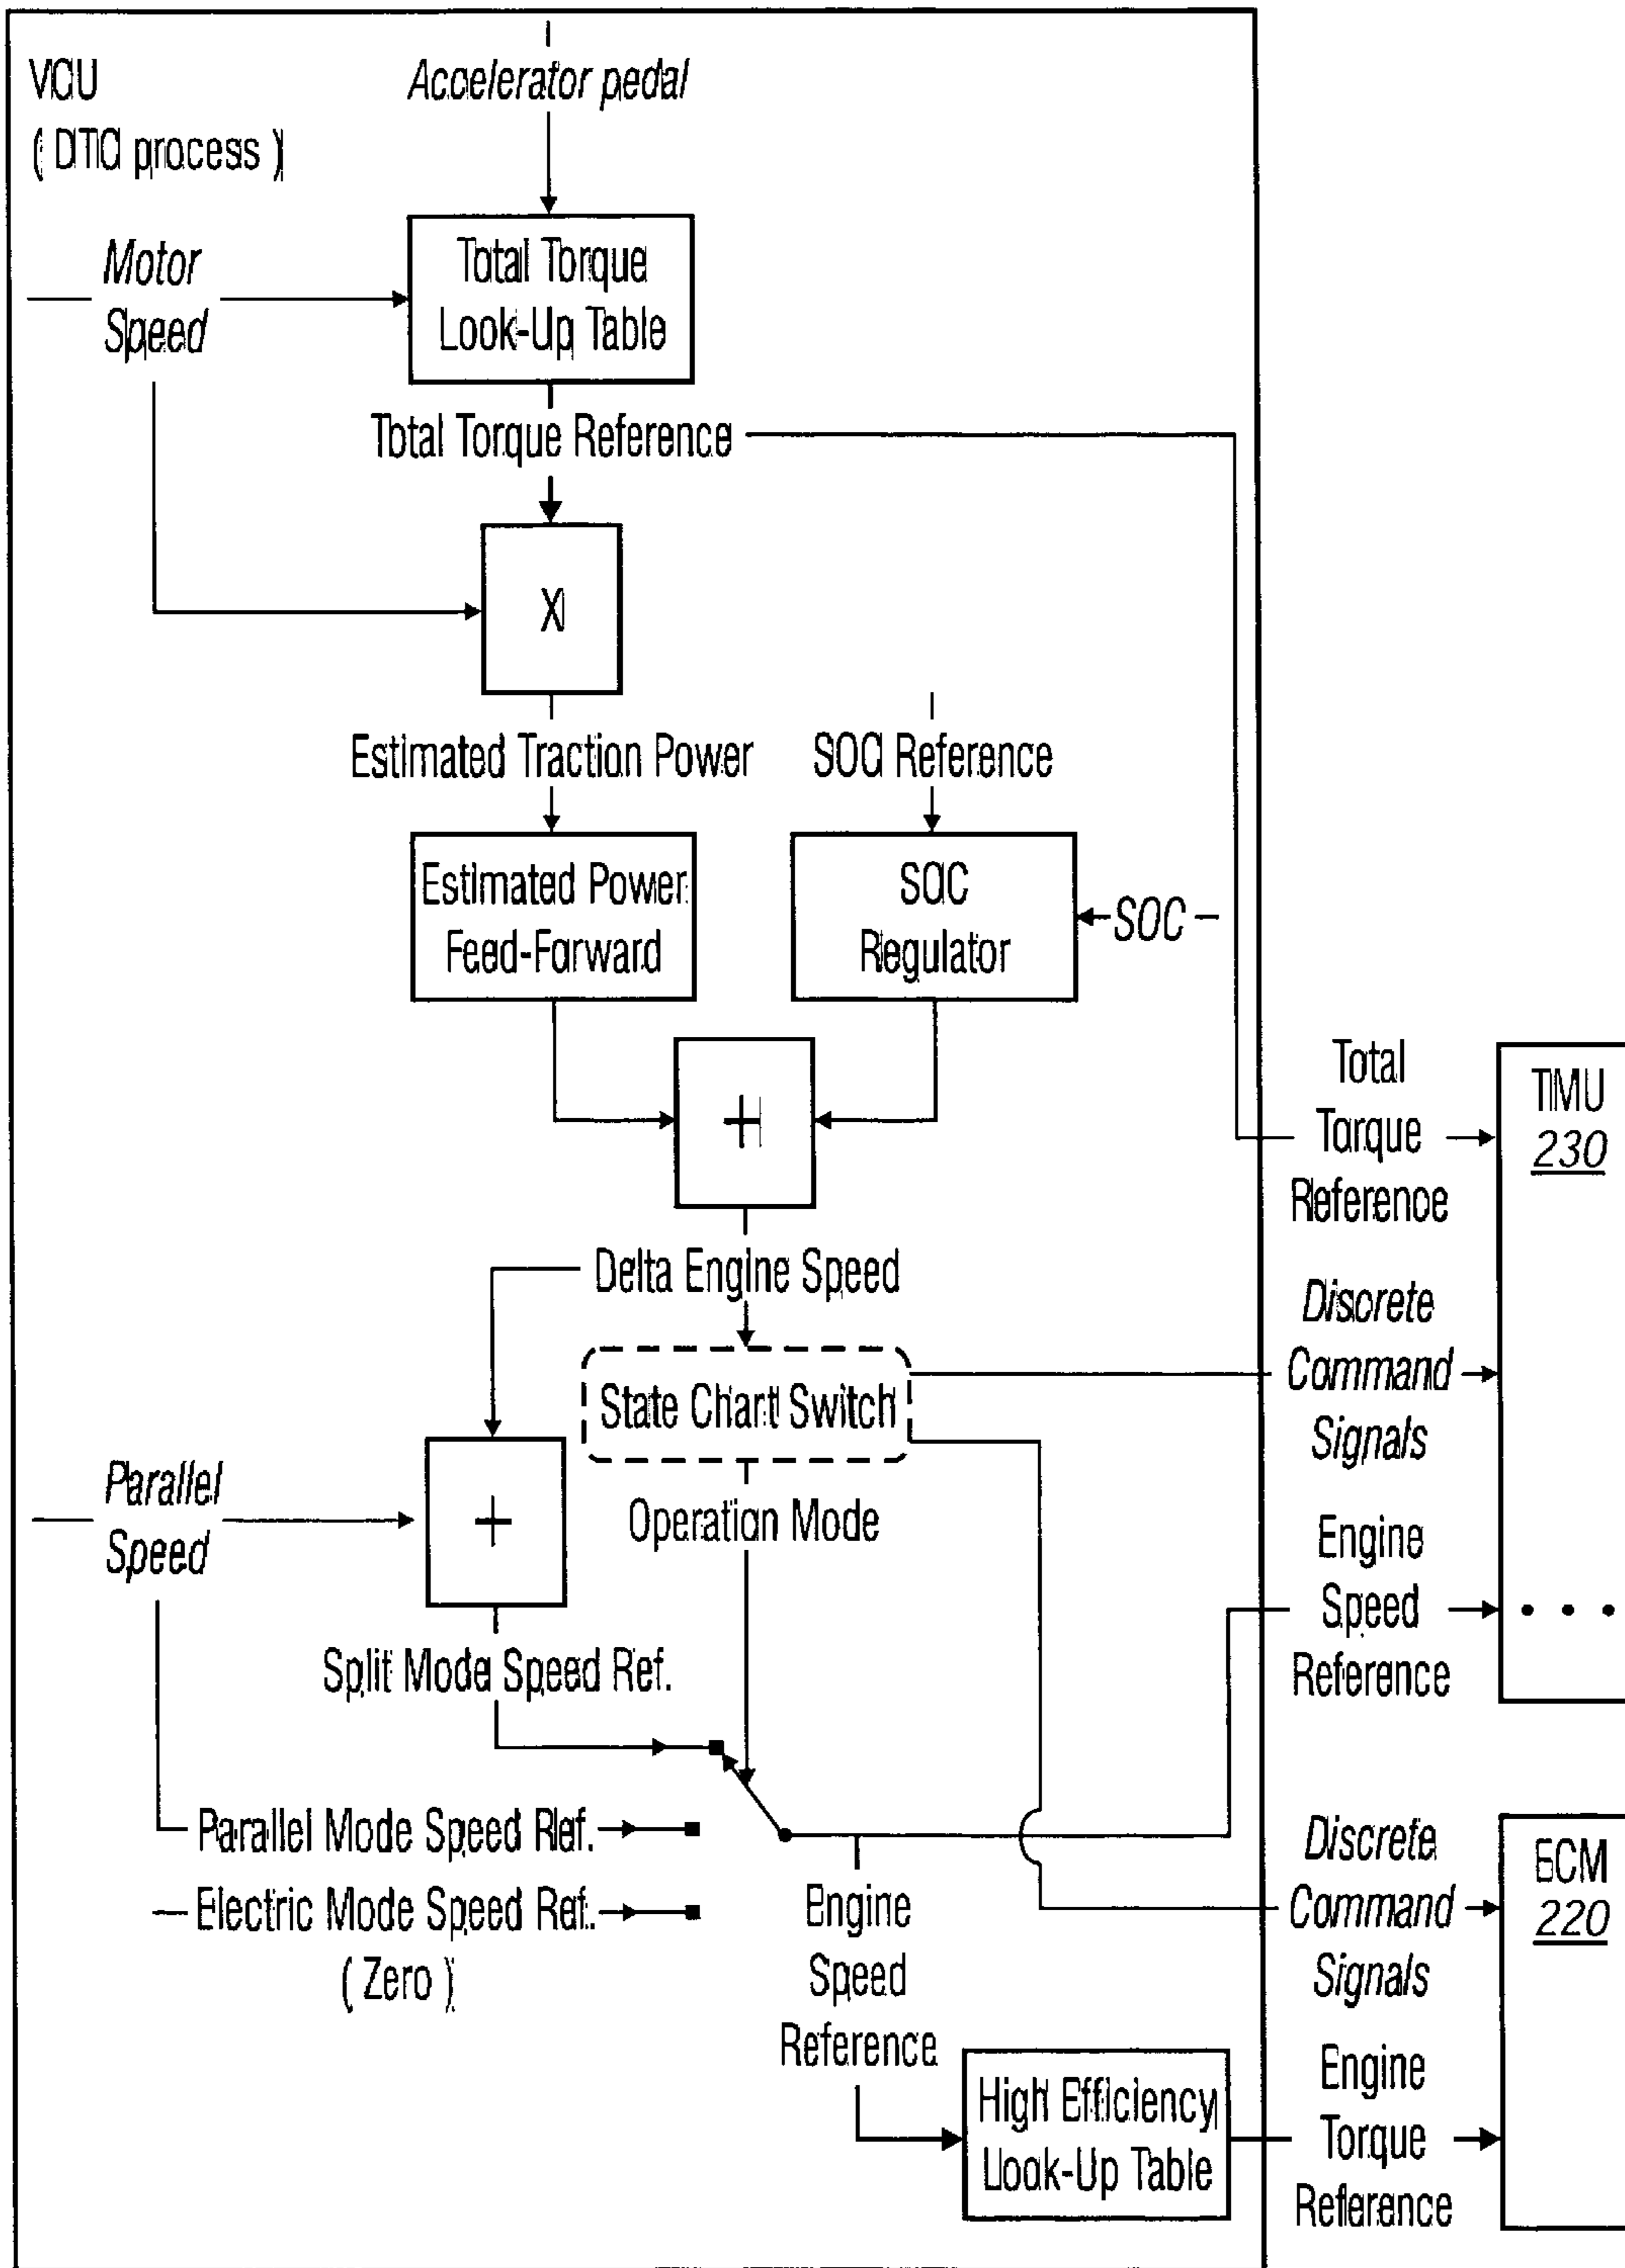 VCU
( DTC process )
Accelerator pedal
Motor
Speed
Total Torque
Look-Up Table
Total Torque Reference
X
Estimated Traction Power
SOC Reference
Estimated Power
Feed-Forward
SOC
Regulator
SOC
+
Delta Engine Speed
State Chart Switch
Parallel
Speed
+
Operation Mode
Split Mode Speed Ref.
Parallel Mode Speed Ref.
Electric Mode Speed Ref.
( Zero )
Engine
Speed
Reference
High Efficiency
Look-Up Table
Total
Torque
Reference
Discrete
Command
Signals
Engine
Speed
Reference
TMU
230
• • •
Discrete
Command
Signals
Engine
Torque
Reference
ECM
220